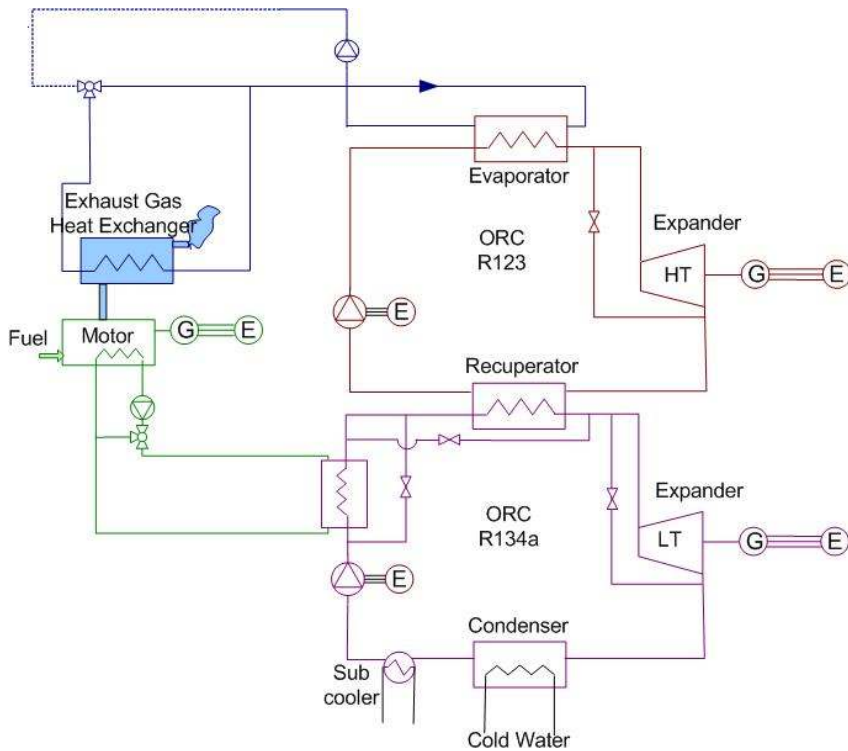 Exhaust Gas
Heat Exchanger
Evaporator
Expander
ORC
R123
HT
G
E
E
Fuel
Motor
G
E
Recuperator
Expander
ORC
R134a
LT
G
E
E
Condenser
Sub
cooler
Cold Water